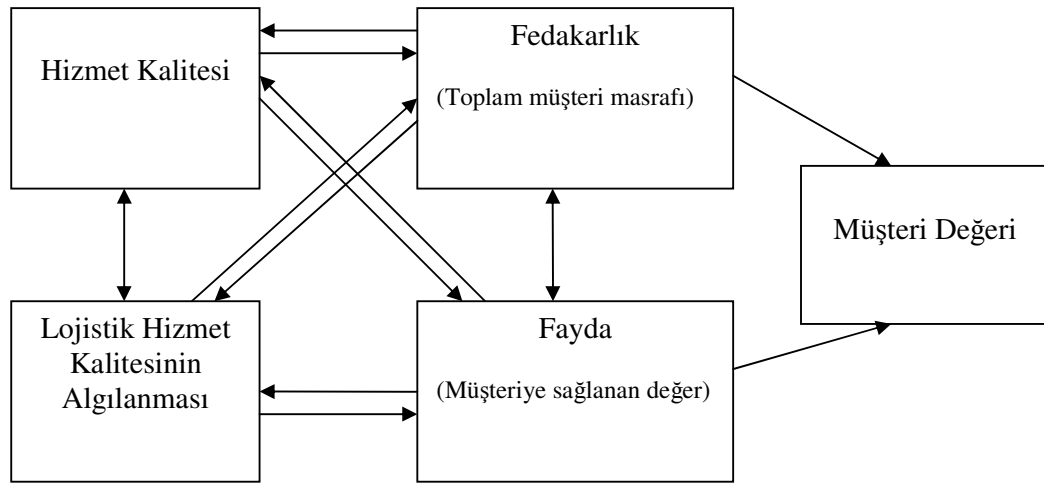 Hizmet Kalitesi
Fedakarlık
(Toplam müşteri masrafı)
Müşteri Değeri
Lojistik Hizmet
Kalitesinin
Algılanması
Fayda
(Müşteriye sağlanan değer)